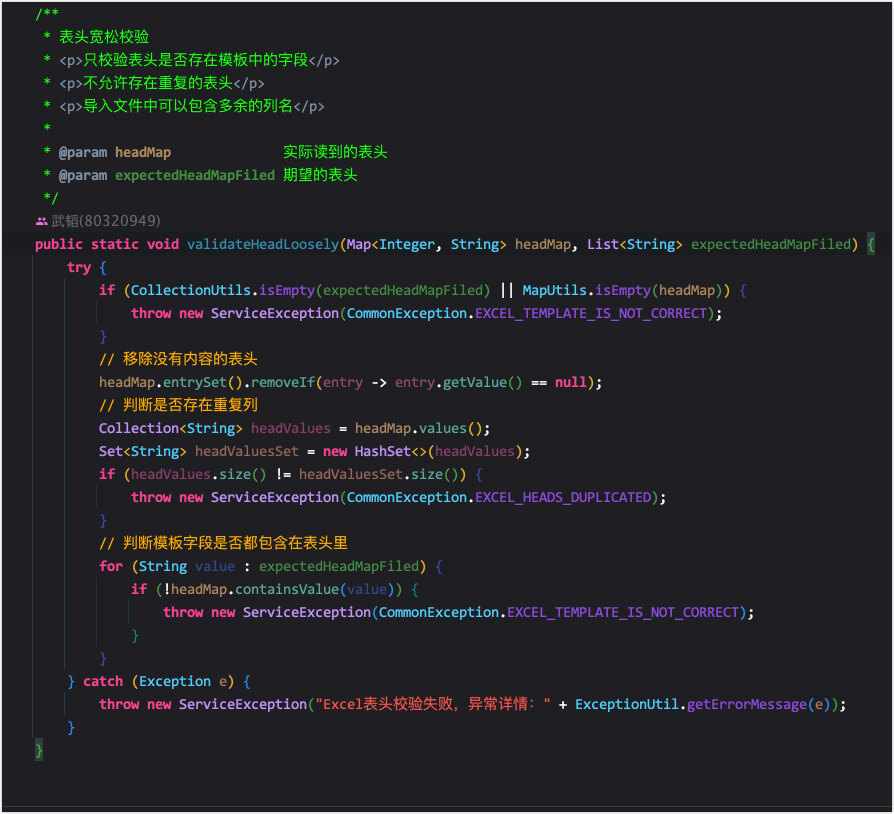 /**
 * 表头宽松校验
 * <p>只校验表头是否存在模板中的字段</p>
 * <p>不允许存在重复的表头</p>
 * <p>导入文件中可以包含多余的列名</p>
 *
 * @param headMap              实际读到的表头
 * @param expectedHeadMapFiled 期望的表头
 */
武韬(80320949)
public static void validateHeadLoosely(Map<Integer, String> headMap, List<String> expectedHeadMapFiled) {
    try {
        if (CollectionUtils.isEmpty(expectedHeadMapFiled) || MapUtils.isEmpty(headMap)) {
            throw new ServiceException(CommonException.EXCEL_TEMPLATE_IS_NOT_CORRECT);
        }
        // 移除没有内容的表头
        headMap.entrySet().removeIf(entry -> entry.getValue() == null);
        // 判断是否存在重复列
        Collection<String> headValues = headMap.values();
        Set<String> headValuesSet = new HashSet<>(headValues);
        if (headValues.size() != headValuesSet.size()) {
            throw new ServiceException(CommonException.EXCEL_HEADS_DUPLICATED);
        }
        // 判断模板字段是否都包含在表头里
        for (String value : expectedHeadMapFiled) {
            if (!headMap.containsValue(value)) {
                throw new ServiceException(CommonException.EXCEL_TEMPLATE_IS_NOT_CORRECT);
            }
        }
    } catch (Exception e) {
        throw new ServiceException("Excel表头校验失败，异常详情：" + ExceptionUtil.getErrorMessage(e));
    }
}